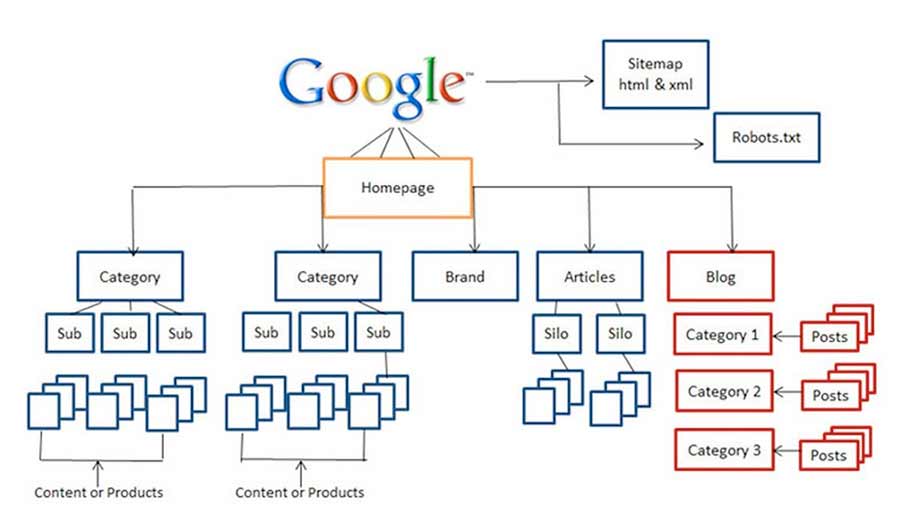 Google™
Sitemap
html & xml
Robots.txt
Homepage
Category
Category
Brand
Articles
Blog
Sub
Sub
Sub
Sub
Sub
Sub
Silo
Silo
Category 1
Posts
Category 2
Posts
Category 3
Posts
Content or Products
Content or Products